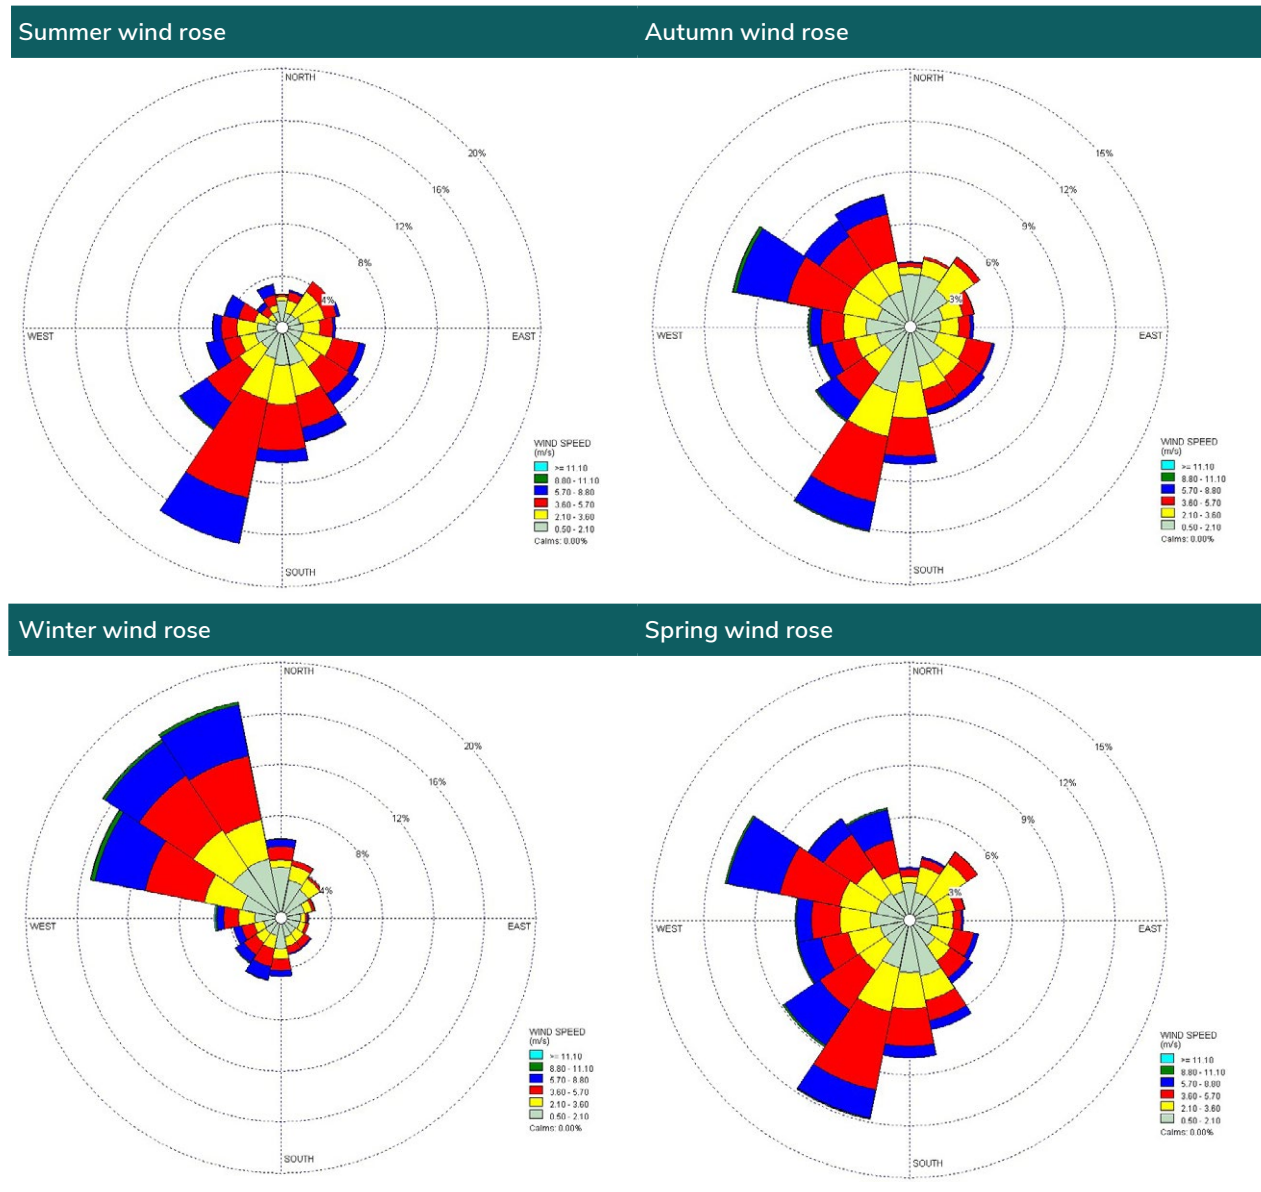 Summer wind rose
Autumn wind rose
NORTH
20%
16%
12%
8%
4%
WEST
EAST
SOUTH
WIND SPEED
(m/s)
>= 11.10
8.80 - 11.10
5.70 - 8.80
3.60 - 5.70
2.10 - 3.60
0.50 - 2.10
Calms: 0.00%
NORTH
15%
12%
9%
6%
3%
WEST
EAST
SOUTH
WIND SPEED
(m/s)
>= 11.10
8.80 - 11.10
5.70 - 8.80
3.60 - 5.70
2.10 - 3.60
0.50 - 2.10
Calms: 0.00%
Winter wind rose
Spring wind rose
NORTH
20%
16%
12%
8%
4%
WEST
EAST
SOUTH
WIND SPEED
(m/s)
>= 11.10
8.80 - 11.10
5.70 - 8.80
3.60 - 5.70
2.10 - 3.60
0.50 - 2.10
Calms: 0.00%
NORTH
15%
12%
9%
6%
3%
WEST
EAST
SOUTH
WIND SPEED
(m/s)
>= 11.10
8.80 - 11.10
5.70 - 8.80
3.60 - 5.70
2.10 - 3.60
0.50 - 2.10
Calms: 0.00%